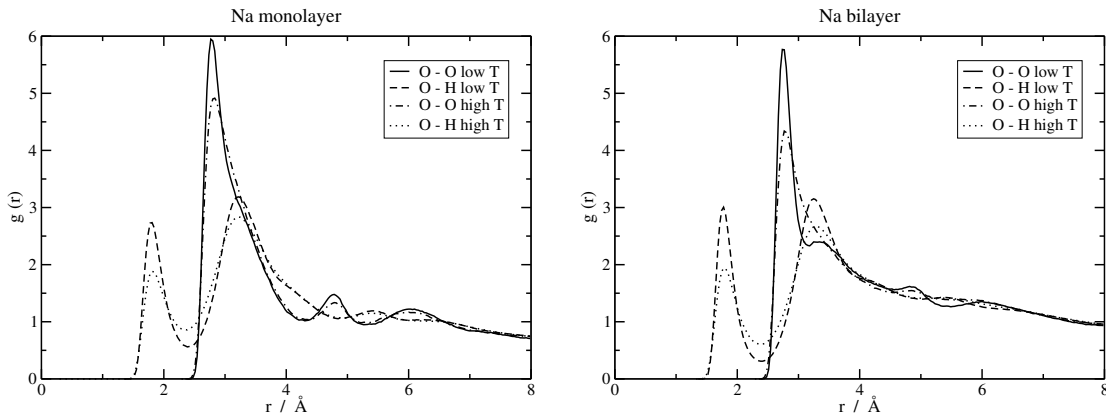 Na monolayer
6
5
4
3
2
1
0
g (r)
O - O low T
O - H low T
O - O high T
O - H high T
0 2 4 6 8
r / Å
Na bilayer
6
5
4
3
2
1
0
g (r)
O - O low T
O - H low T
O - O high T
O - H high T
0 2 4 6 8
r / Å